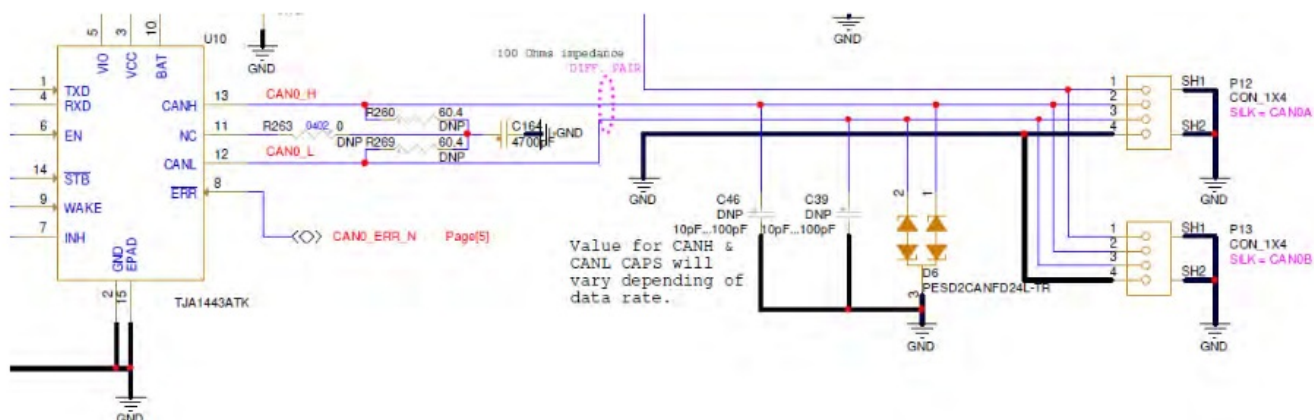 U10
5
3
10
VIO
VCC
BAT
GND
GND
100 Ohms impedance
DIFF. PAIR
1
TXD
4
RXD
6
EN
14
STB
9
WAKE
7
INH
CANH
13
CAN0_H
NC
11
CANL
12
CAN0_L
ERR
8
GND
EPAD
2
15
TJA1443ATK
GND
R260
60.4
DNP
R263
0402
0
DNP
R269
60.4
DNP
C164
4700pF
GND
CAN0_ERR_N
Page[5]
GND
C46
DNP
10pF...100pF
C39
DNP
10pF...100pF
Value for CANH &
CANL CAPS will
vary depending of
data rate.
2
1
D6
PESD2CANFD24L-TR
3
GND
1
2
3
4
SH1
SH2
P12
CON_1X4
SILK = CAN0A
GND
1
2
3
4
SH1
SH2
P13
CON_1X4
SILK = CAN0B
GND